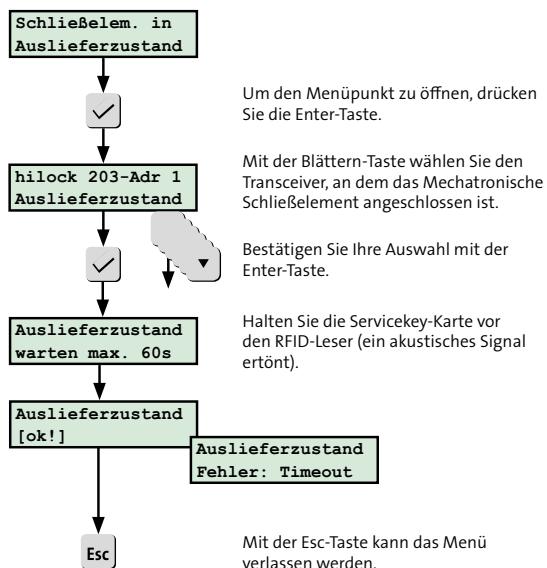 Schließelem. in
Auslieferzustand
Um den Menüpunkt zu öffnen, drücken
Sie die Enter-Taste.
hilock 203-Adr 1
Auslieferzustand
Mit der Blättern-Taste wählen Sie den
Transceiver, an dem das Mechatronische
Schließelement angeschlossen ist.
Bestätigen Sie Ihre Auswahl mit der
Enter-Taste.
Auslieferzustand
warten max. 60s
Halten Sie die Servicekey-Karte vor
den RFID-Leser (ein akustisches Signal
ertönt).
Auslieferzustand
[ok!]
Auslieferzustand
Fehler: Timeout
Esc
Mit der Esc-Taste kann das Menü
verlassen werden.